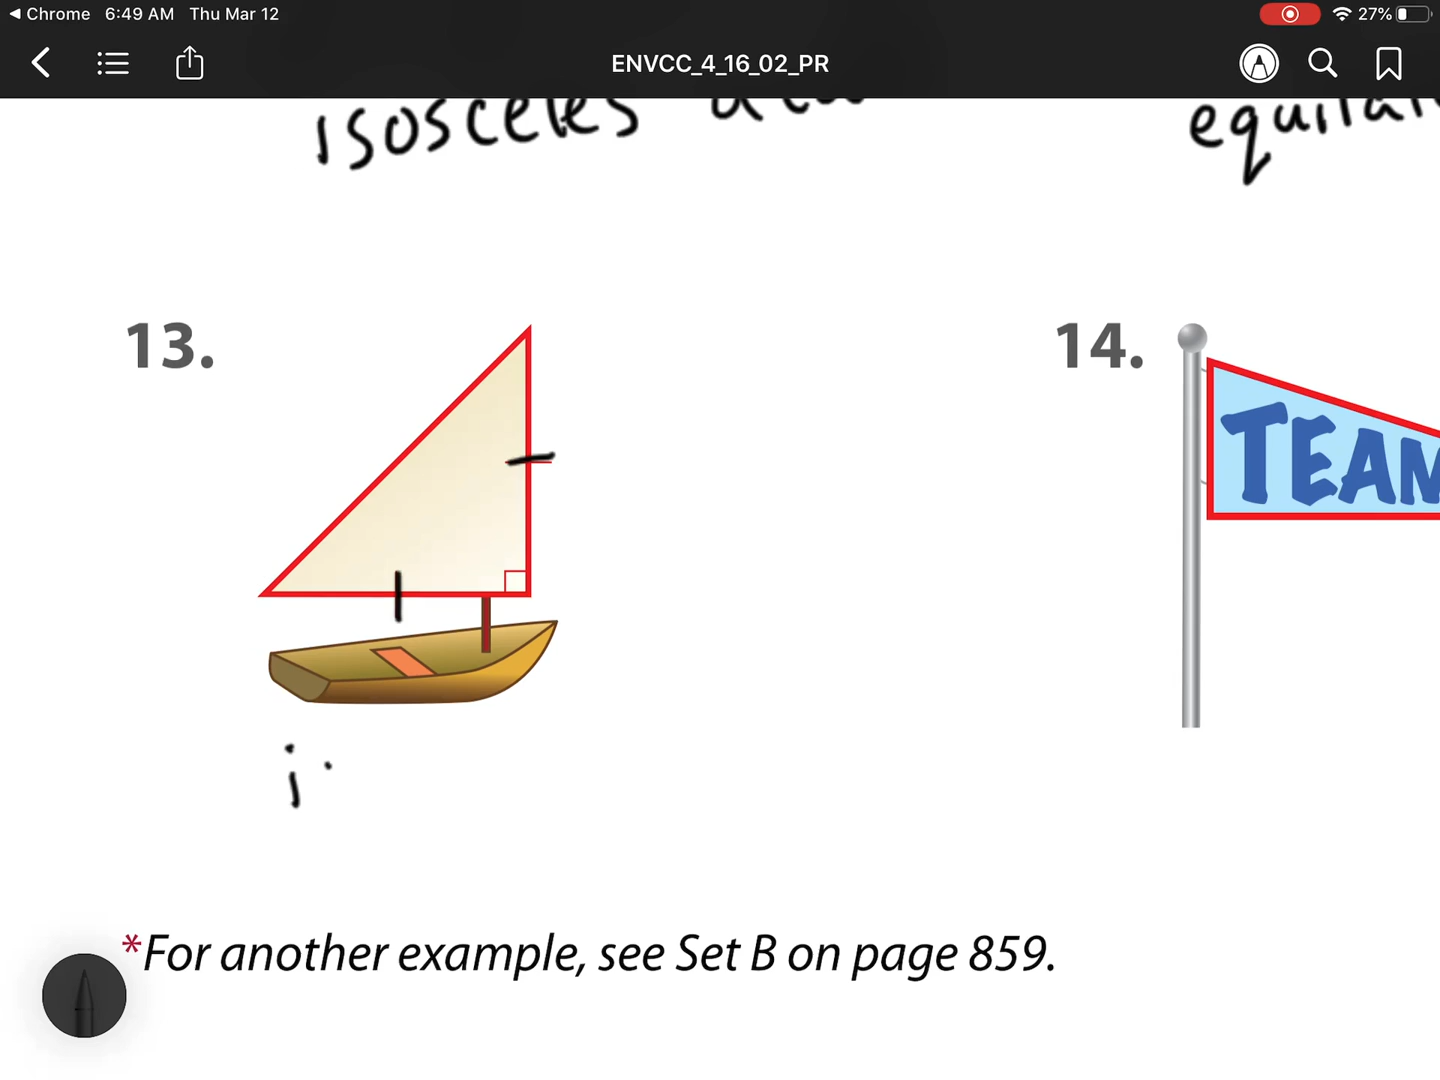 Chrome 6:49 AM Thu Mar 12 27%
ENVCC_4_16_02_PR
isosceles
13. 14.
TEAM
i
*For another example, see Set B on page 859.